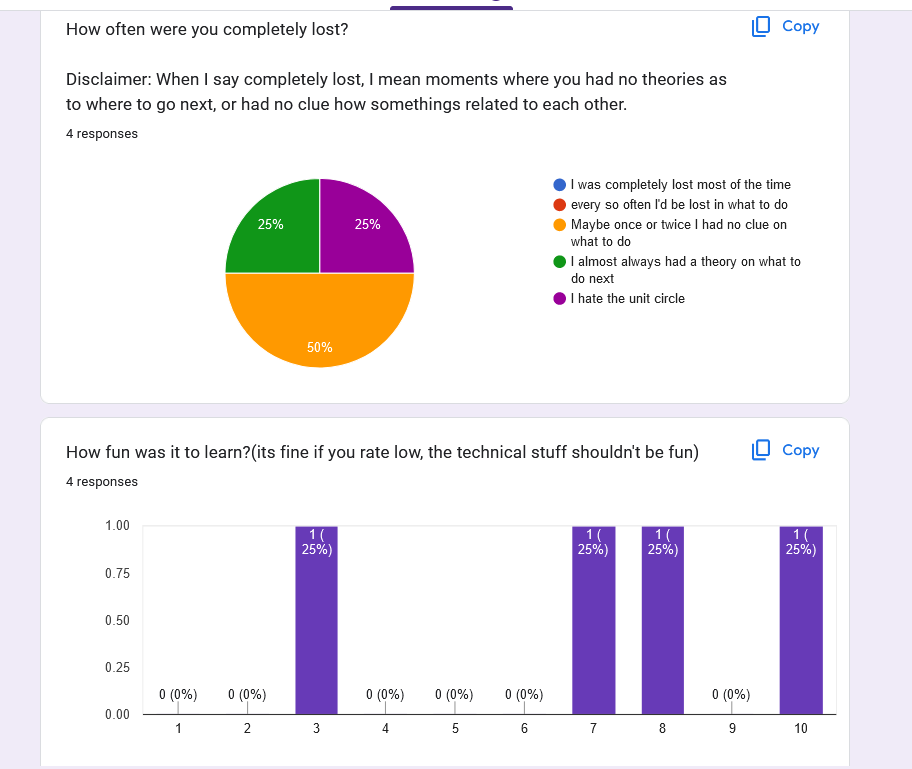 How often were you completely lost?
Copy
Disclaimer: When I say completely lost, I mean moments where you had no theories as
to where to go next, or had no clue how somethings related to each other.
4 responses
25%
25%
50%
I was completely lost most of the time
every so often I'd be lost in what to do
Maybe once or twice I had no clue on
what to do
I almost always had a theory on what to
do next
I hate the unit circle
How fun was it to learn?(its fine if you rate low, the technical stuff shouldn't be fun)
Copy
4 responses
1.00
0.75
0.50
0.25
0.00
0 (0%)
0 (0%)
1 (
25%)
0 (0%)
0 (0%)
0 (0%)
1 (
25%)
1 (
25%)
0 (0%)
1 (
25%)
1 2 3 4 5 6 7 8 9 10